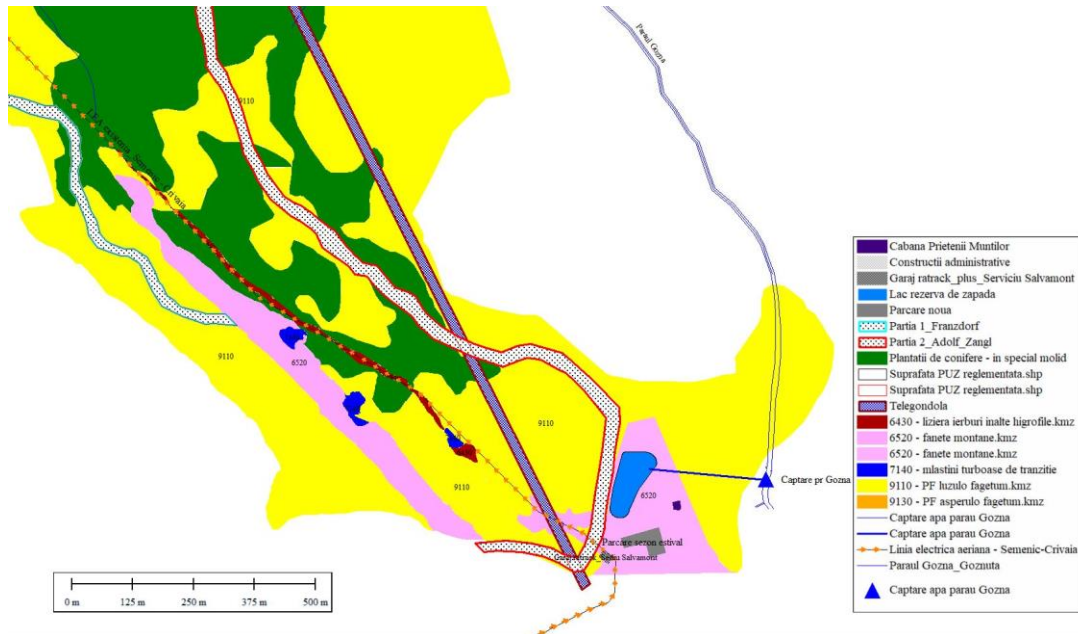 Paraul Gozna
9110
LEA existenta_Semenic_Crivaia
9110
6520
9110
9110
6520
Captare pr Gozna
Parcare sezon estival
0 m 125 m 250 m 375 m 500 m
Cabana Prietenii Muntilor
Constructii administrative
Garaj ratrack_plus_Serviciu Salvamont
Lac rezerva de zapada
Parcare noua
Partia 1_Franzdorf
Partia 2_Adolf_Zangl
Plantatii de conifere - in special molid
Suprafata PUZ reglementata.shp
Suprafata PUZ reglementata.shp
Telegondola
6430 - liziera ierburi inalte higrofile.kmz
6520 - fanete montane.kmz
6520 - fanete montane.kmz
7140 - mlastini turboase de tranzitie
9110 - PF luzulo fagetum.kmz
9130 - PF asperulo fagetum.kmz
Captare apa parau Gozna
Captare apa parau Gozna
Linia electrica aeriana - Semenic-Crivaia
Paraul Gozna_Goznuta
Captare apa parau Gozna